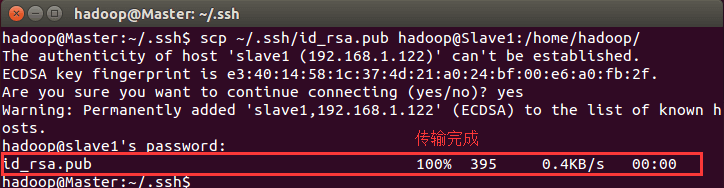 hadoop@Master: ~/.ssh
hadoop@Master:~/.ssh$ scp ~/.ssh/id_rsa.pub hadoop@Slave1:/home/hadoop/
The authenticity of host 'slave1 (192.168.1.122)' can't be established.
ECDSA key fingerprint is e3:40:14:58:1c:37:4d:21:a0:24:bf:00:e6:a0:fb:2f.
Are you sure you want to continue connecting (yes/no)? yes
Warning: Permanently added 'slave1,192.168.1.122' (ECDSA) to the list of known h
osts.
hadoop@slave1's password:
传输完成
id_rsa.pub 100% 395 0.4KB/s 00:00
hadoop@Master:~/.ssh$